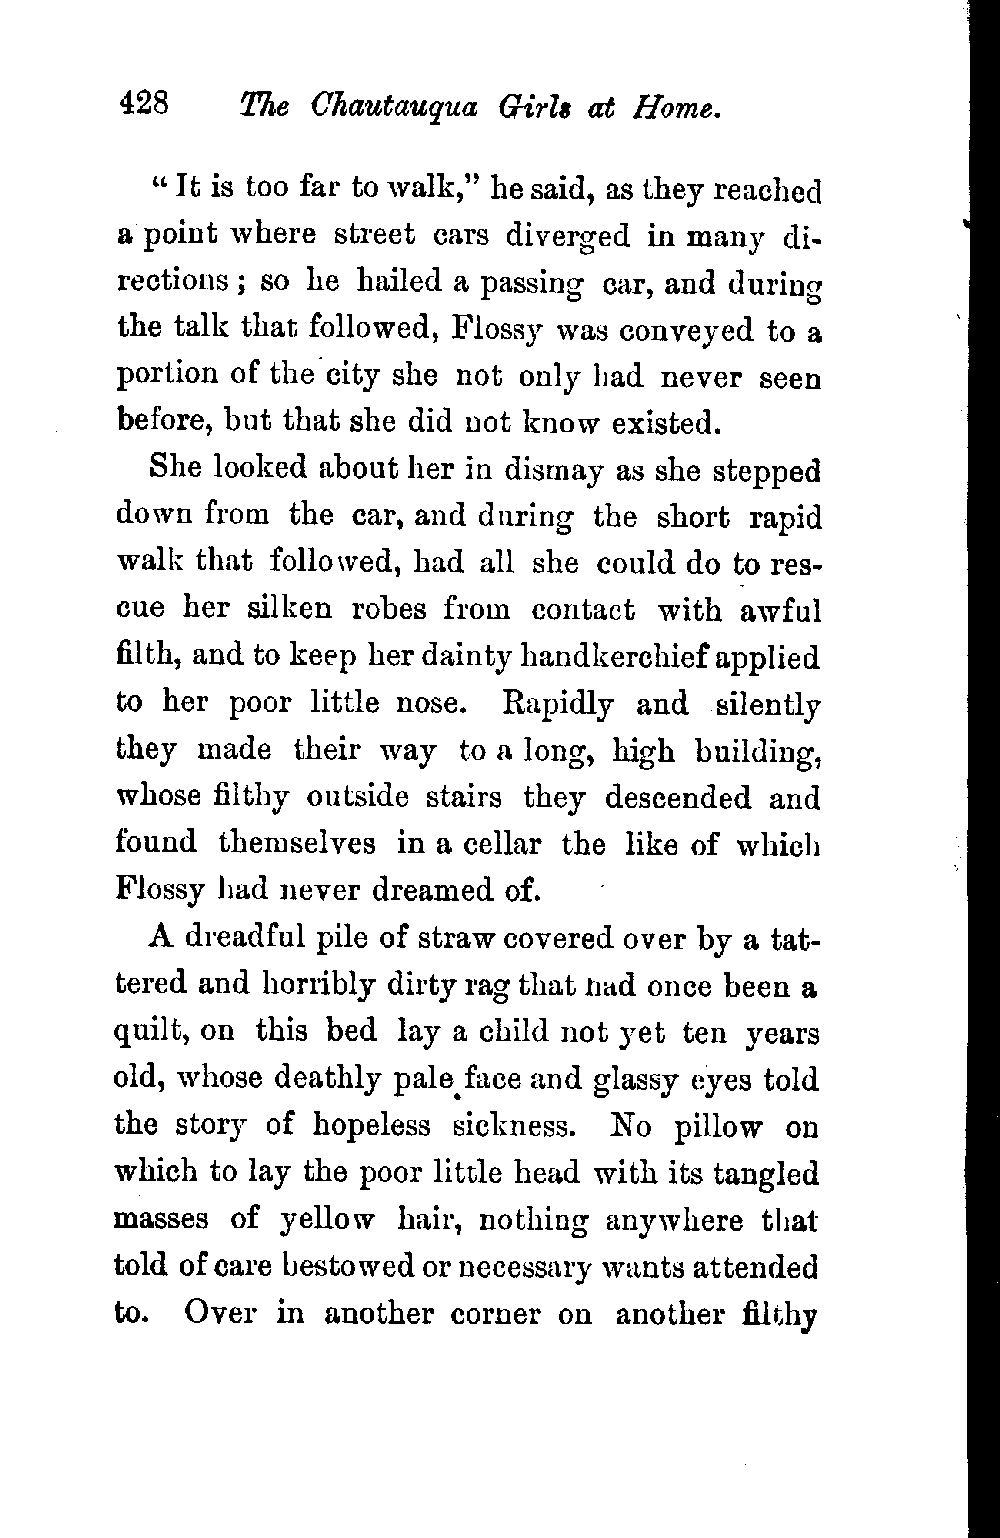 428 The Chautauqua Girls at Home.
“ It is too far to walk,” he said, as they reached
a point where street cars diverged in many di-
rections ; so he hailed a passing car, and during
the talk that followed, Flossy was conveyed to a
portion of the city she not only had never seen
before, but that she did not know existed.
She looked about her in dismay as she stepped
down from the car, and during the short rapid
walk that followed, had all she could do to res-
cue her silken robes from contact with awful
filth, and to keep her dainty handkerchief applied
to her poor little nose. Rapidly and silently
they made their way to a long, high building,
whose filthy outside stairs they descended and
found themselves in a cellar the like of which
Flossy had never dreamed of.
A dreadful pile of straw covered over by a tat-
tered and horribly dirty rag that had once been a
quilt, on this bed lay a child not yet ten years
old, whose deathly pale face and glassy eyes told
the story of hopeless sickness. No pillow on
which to lay the poor little head with its tangled
masses of yellow hair, nothing anywhere that
told of care bestowed or necessary wants attended
to. Over in another corner on another filthy